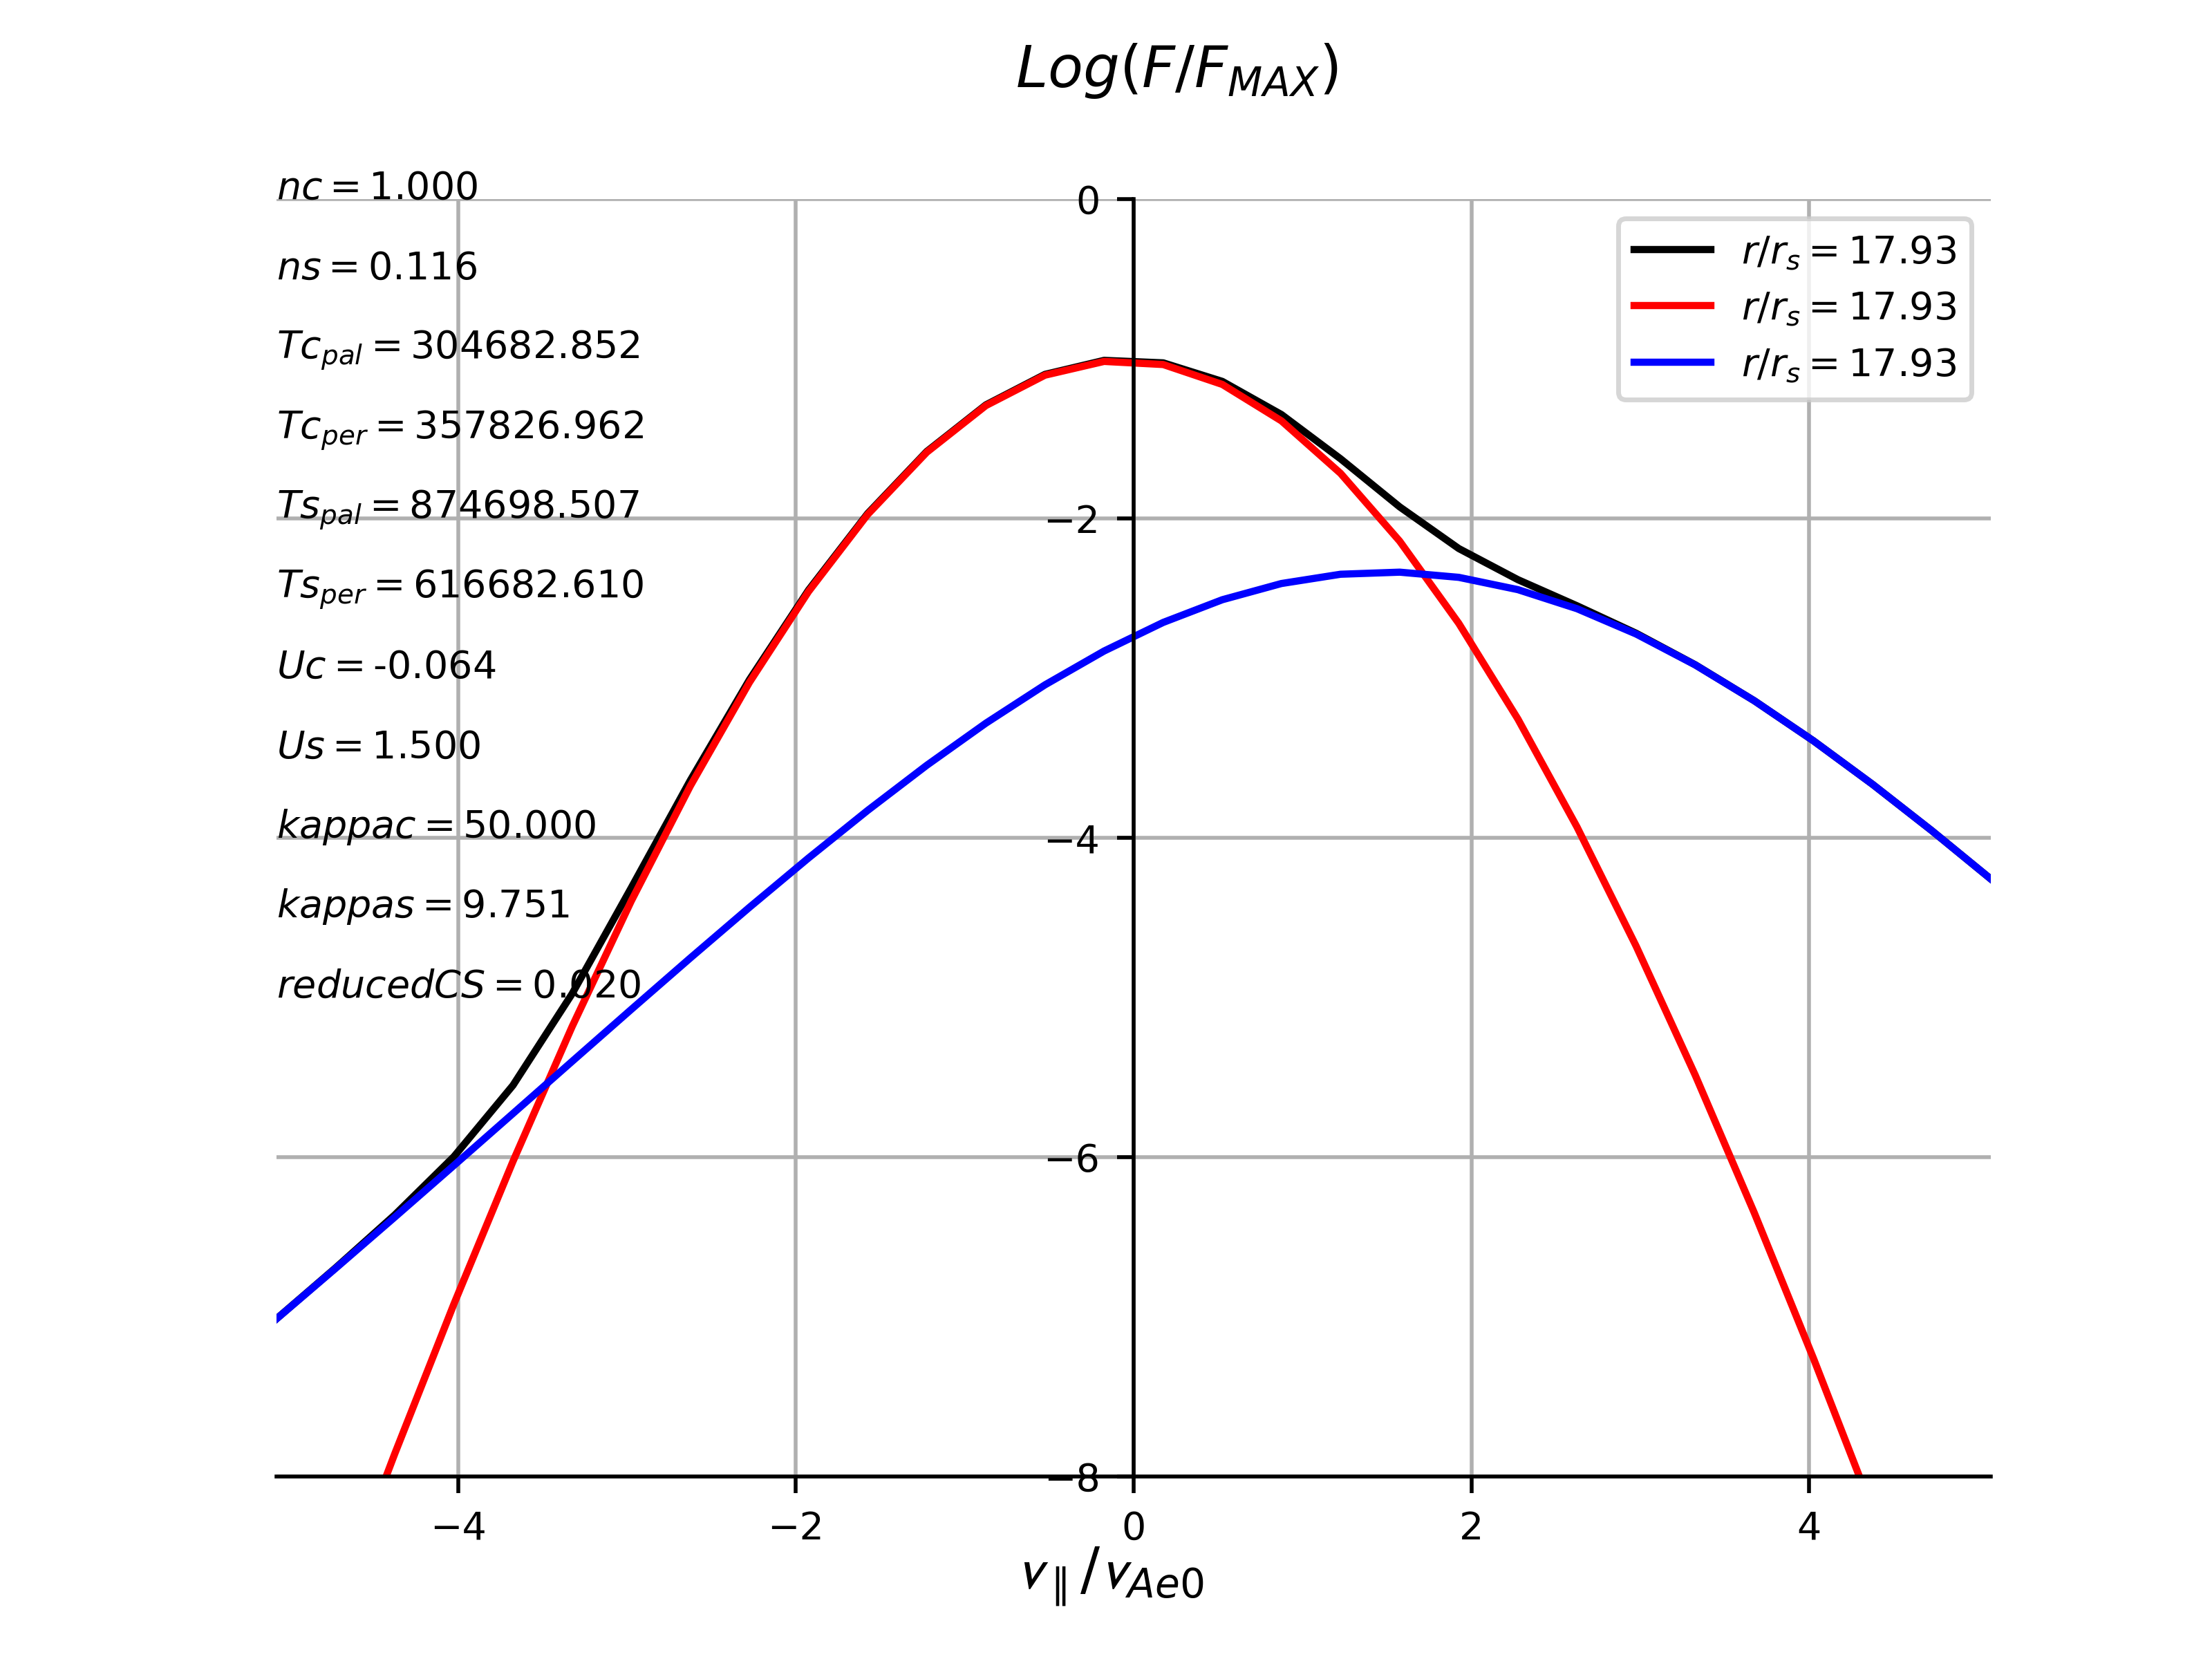 Log(F/F_MAX)
nc = 1.000
ns = 0.116
Tc_pal = 304682.852
Tc_per = 357826.962
Ts_pal = 874698.507
Ts_per = 616682.610
Uc = -0.064
Us = 1.500
kappac = 50.000
kappas = 9.751
reducedCS = 0.020
r/r_s = 17.93
r/r_s = 17.93
r/r_s = 17.93
0
−2
−4
−6
−8
−4 −2 0 2 4
v_∥/v_Ae0